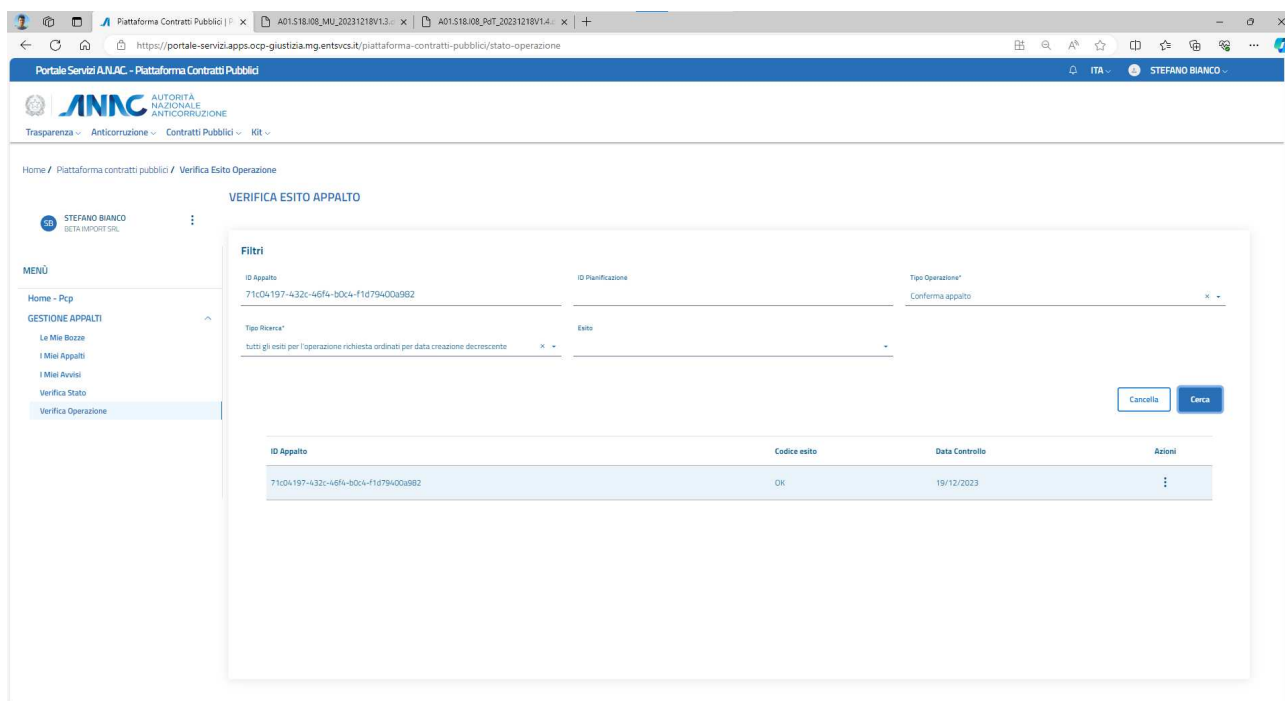 Piattaforma Contratti Pubblici | P
A01.S18.I08_MU_20231218V1.3.
A01.S18.I08_PdT_20231218V1.4.
https://portale-servizi.apps.ocp-giustizia.mg.entsvcs.it/piattaforma-contratti-pubblici/stato-operazione
Portale Servizi A.N.AC. - Piattaforma Contratti Pubblici
ITA
STEFANO BIANCO
ANAC AUTORITÀ
NAZIONALE
ANTICORRUZIONE
Trasparenza Anticorruzione Contratti Pubblici Kit
Home / Piattaforma contratti pubblici / Verifica Esito Operazione
VERIFICA ESITO APPALTO
SB STEFANO BIANCO
BETA IMPORT SRL
MENÙ
Home - Pcp
GESTIONE APPALTI
Le Mie Bozze
I Miei Appalti
I Miei Avvisi
Verifica Stato
Verifica Operazione
Filtri
ID Appalto ID Pianificazione Tipo Operazione*
71c04197-432c-46f4-b0c4-f1d79400a982 Conferma appalto
Tipo Ricerca* Esito
tutti gli esiti per l'operazione richiesta ordinati per data creazione decrescente
Cancella Cerca
ID Appalto Codice esito Data Controllo Azioni
71c04197-432c-46f4-b0c4-f1d79400a982 OK 19/12/2023